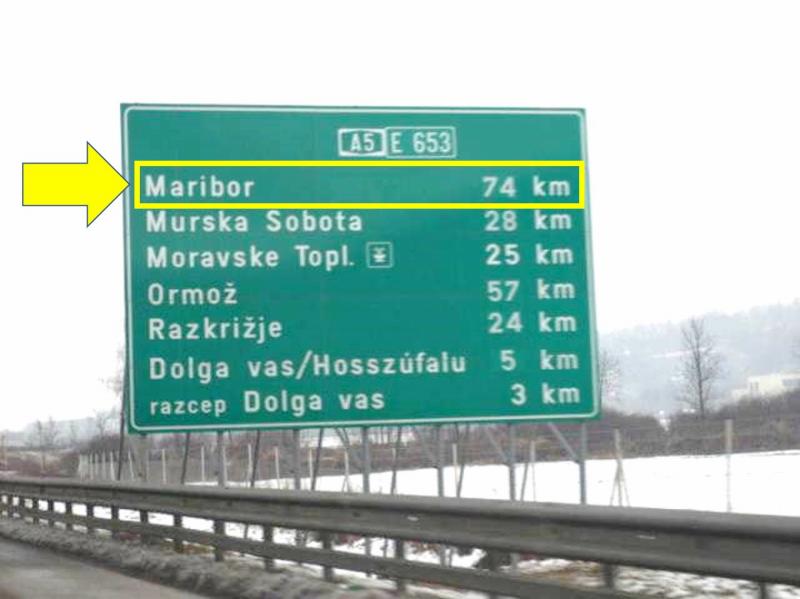 A5 E 653
Maribor 74 km
Murska Sobota 28 km
Moravske Topl. 25 km
Ormož 57 km
Razkrižje 24 km
Dolga vas/Hosszúfalu 5 km
razcep Dolga vas 3 km